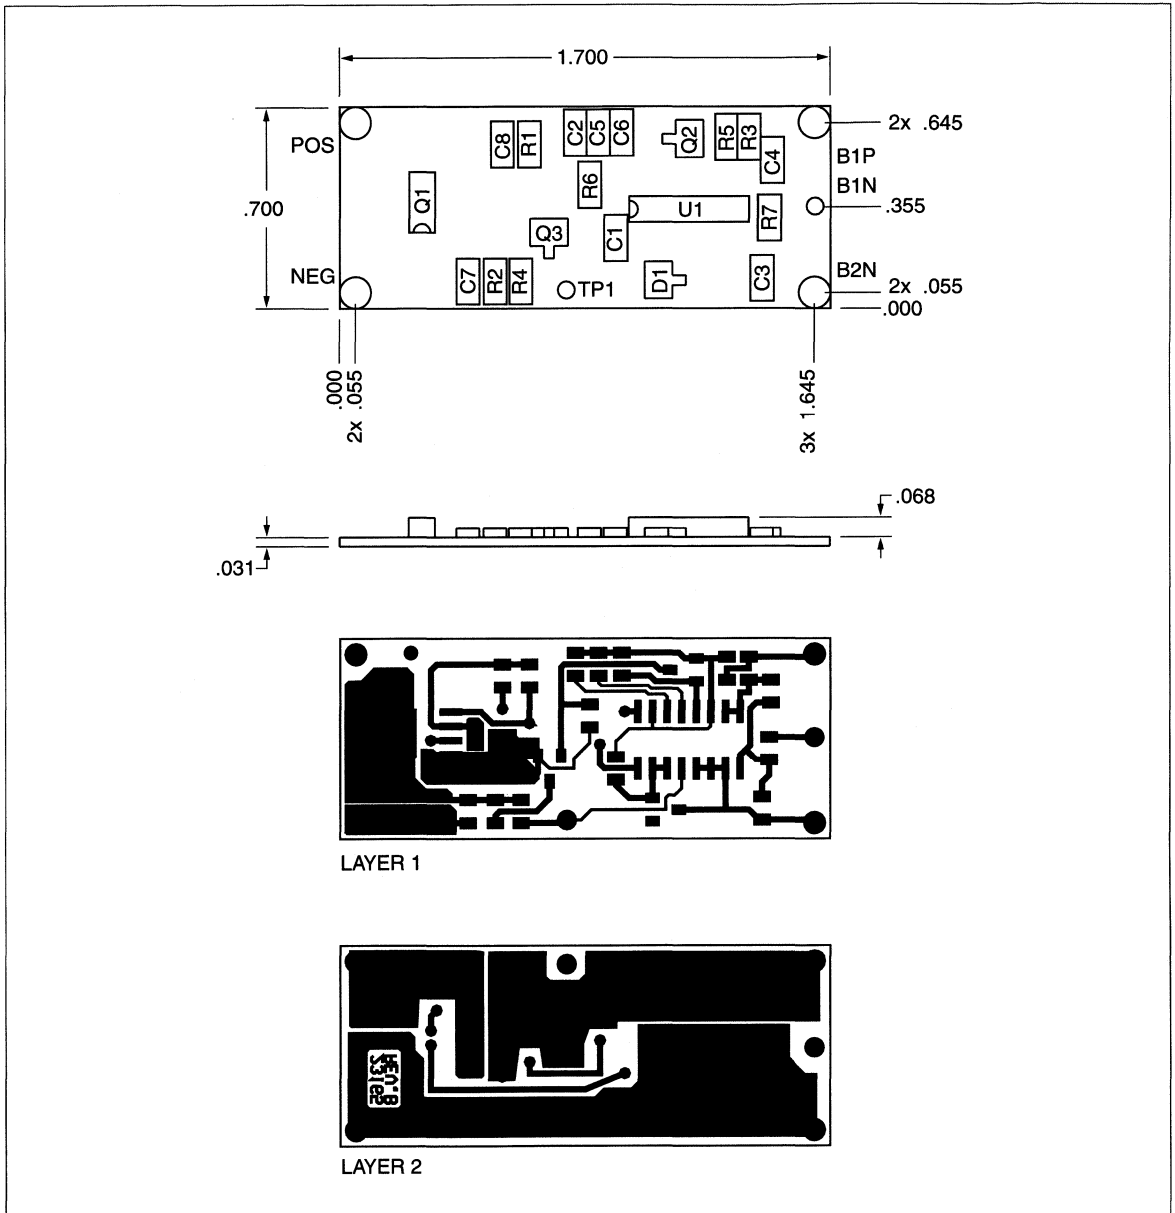 1.700
POS
.700
NEG
C8
R1
C2
C5
C6
Q2
R5
R3
C4
R6
Q1
U1
R7
Q3
C1
C7
R2
R4
TP1
D1
C3
2x .645
B1P
B1N
.355
B2N
2x .055
.000
.000
2x .055
3x 1.645
.068
.031
LAYER 1
REV.B
LAYER 2